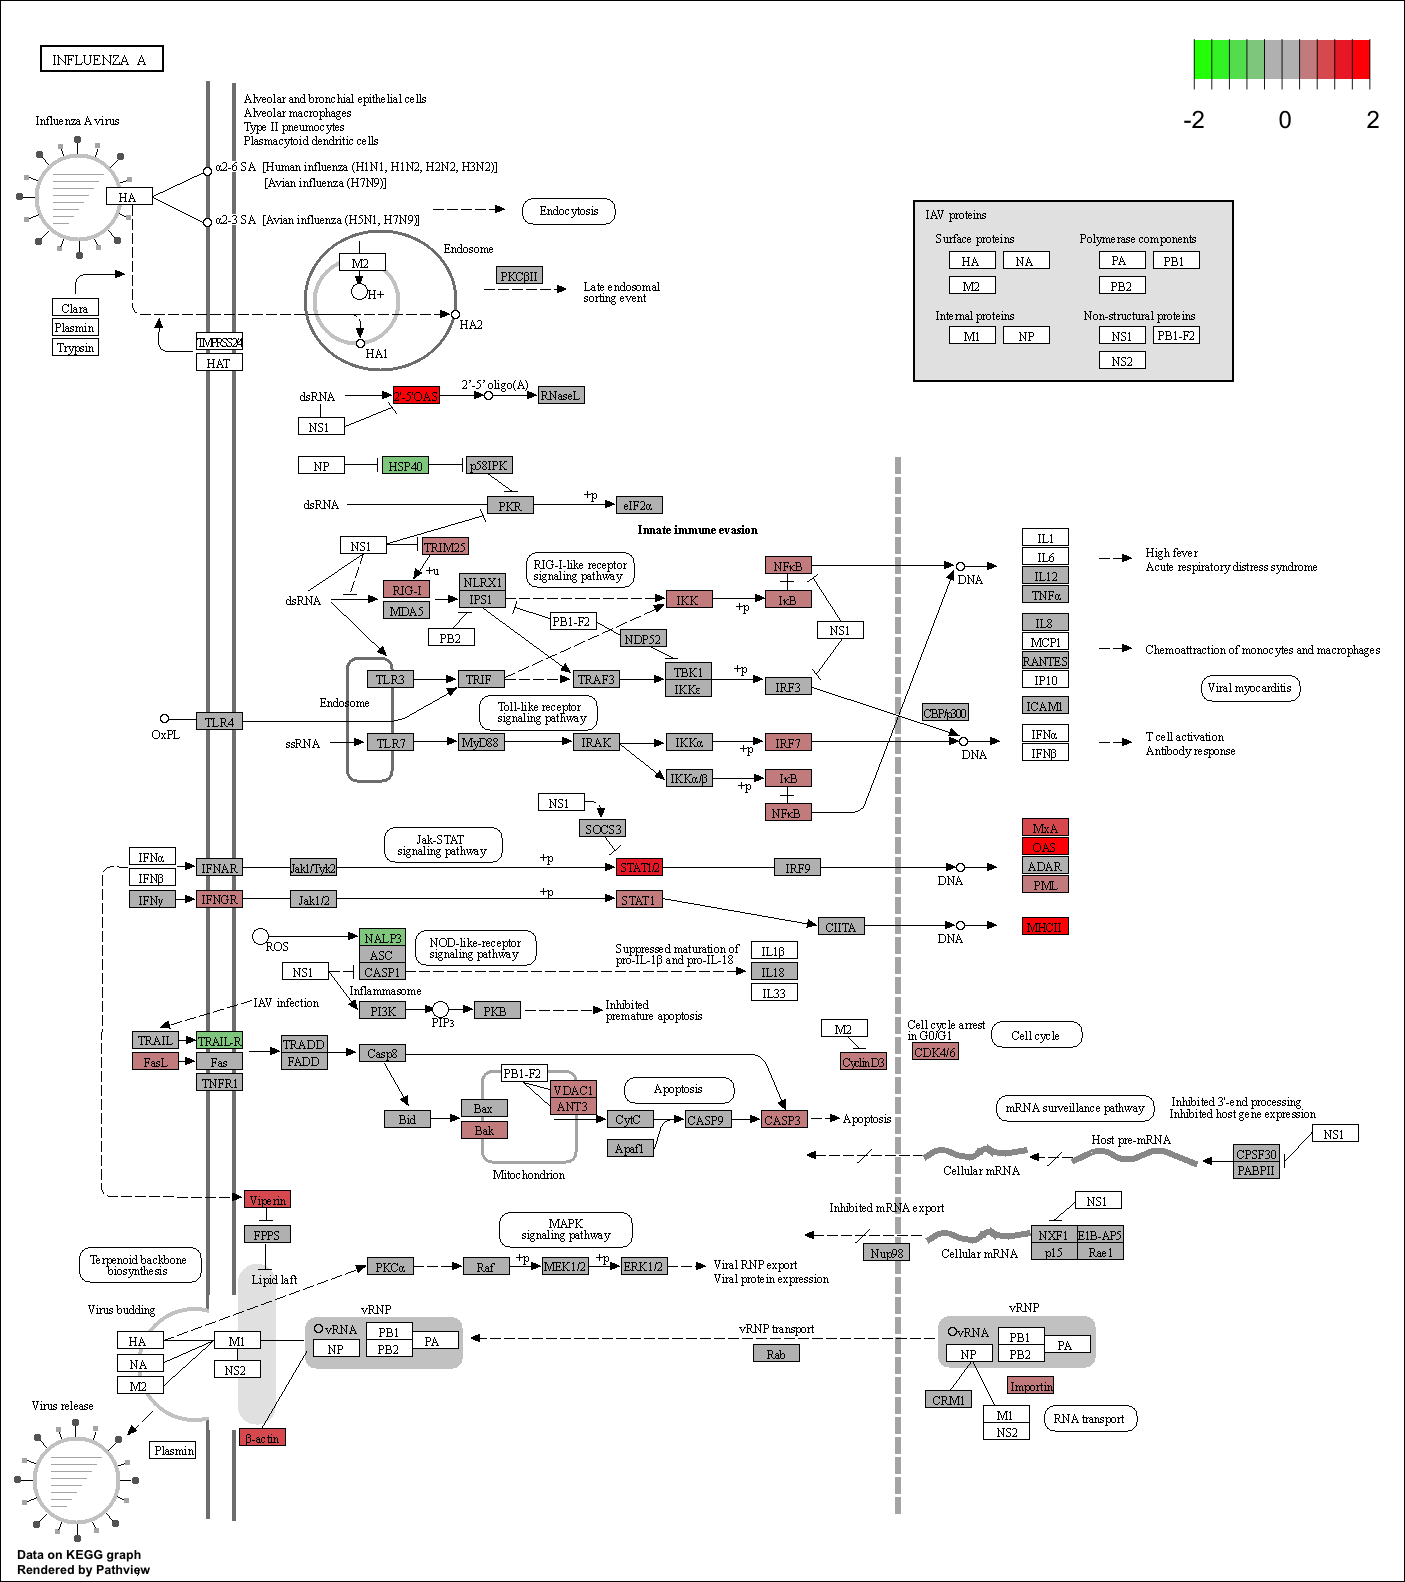 INFLUENZA A
-2 0 2
Alveolar and bronchial epithelial cells
Alveolar macrophages
Type II pneumocytes
Plasmacytoid dendritic cells
Influenza A virus
HA
α2-6 SA [Human influenza (H1N1, H1N2, H2N2, H3N2)]
[Avian influenza (H7N9)]
α2-3 SA [Avian influenza (H5N1, H7N9)]
Endocytosis
Endosome
M2
H+
HA2
HA1
PKCβII
Late endosomal
sorting event
Clara
Plasmin
Trypsin
HAT
IAV proteins
Surface proteins
HA
NA
M2
Polymerase components
PA
PB1
PB2
Internal proteins
M1
NP
Non-structural proteins
NS1
PB1-F2
NS2
dsRNA
2'-5'OAS
2'-5' oligo(A)
RNaseL
NS1
NP
HSP40
p58IPK
dsRNA
PKR
+p
eIF2α
Innate immune evasion
NS1
TRIM25
+u
RIG-I
MDA5
dsRNA
NLRX1
IPS1
PB2
RIG-I-like receptor
signaling pathway
PB1-F2
NDP52
IKK
+p
NFκB
IκB
NS1
DNA
IL1
IL6
IL12
TNFα
IL8
MCP1
RANTES
IP10
ICAM1
IFNα
IFNβ
High fever
Acute respiratory distress syndrome
Chemoattraction of monocytes and macrophages
Viral myocarditis
T cell activation
Antibody response
Endosome
TLR3
TRIF
TRAF3
TBK1
IKKε
+p
IRF3
CBP/p300
DNA
Toll-like receptor
signaling pathway
OxPL
TLR4
ssRNA
TLR7
MyD88
IRAK
IKKα
+p
IRF7
IKKα/β
+p
IκB
NFκB
NS1
SOCS3
Jak-STAT
signaling pathway
IFNα
IFNβ
IFNAR
Jak1/Tyk2
+p
STAT1/2
IRF9
DNA
MxA
OAS
ADAR
PML
IFNγ
IFNGR
Jak1/2
+p
STAT1
CIITA
DNA
MHCII
ROS
NALP3
ASC
CASP1
NOD-like-receptor
signaling pathway
NS1
Inflammasome
Suppressed maturation of
pro-IL-1β and pro-IL-18
IL1β
IL18
IL33
PI3K
PIP3
PKB
Inhibited
premature apoptosis
IAV infection
TRAIL
TRAIL-R
FasL
Fas
TNFR1
TRADD
FADD
Casp8
Bid
Bax
Bak
PB1-F2
VDAC1
ANT3
Mitochondrion
Apoptosis
CytC
Apaf1
CASP9
CASP3
Apoptosis
M2
CyclinD3
Cell cycle arrest
in G0/G1
CDK4/6
Cell cycle
mRNA surveillance pathway
Inhibited 3'-end processing
Inhibited host gene expression
NS1
Host pre-mRNA
CPSF30
PABPII
Cellular mRNA
Viperin
FPPS
Lipid laft
Terpenoid backbone
biosynthesis
MAPK
signaling pathway
Inhibited mRNA export
Nup98
Cellular mRNA
NS1
NXF1
E1B-AP5
p15
Rae1
PKCα
Raf
+p
MEK1/2
+p
ERK1/2
Viral RNP export
Viral protein expression
Virus budding
HA
NA
M2
M1
NS2
vRNP
vRNA
NP
PB1
PB2
PA
vRNP transport
Rab
vRNP
vRNA
NP
PB1
PB2
PA
CRM1
Importin
M1
NS2
RNA transport
Virus release
Plasmin
β-actin
Data on KEGG graph
Rendered by Pathview